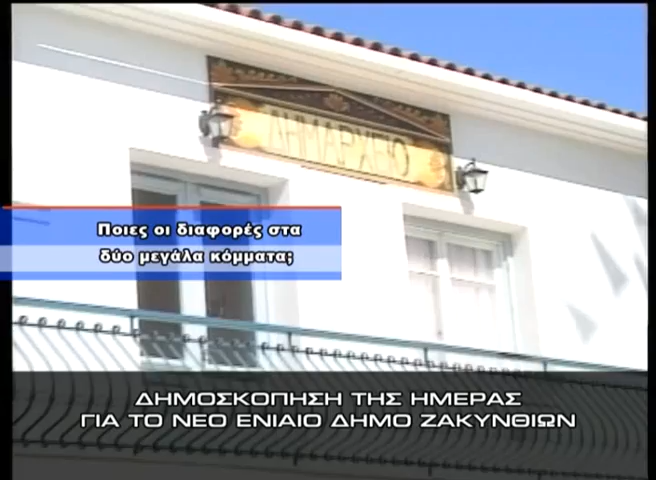 ΔΗΜΑΡΧΕΙΟ
Ποιες οι διαφορές στα
δύο μεγάλα κόμματα;
ΔΗΜΟΣΚΟΠΗΣΗ ΤΗΣ ΗΜΕΡΑΣ
ΓΙΑ ΤΟ ΝΕΟ ΕΝΙΑΙΟ ΔΗΜΟ ΖΑΚΥΝΘΙΩΝ